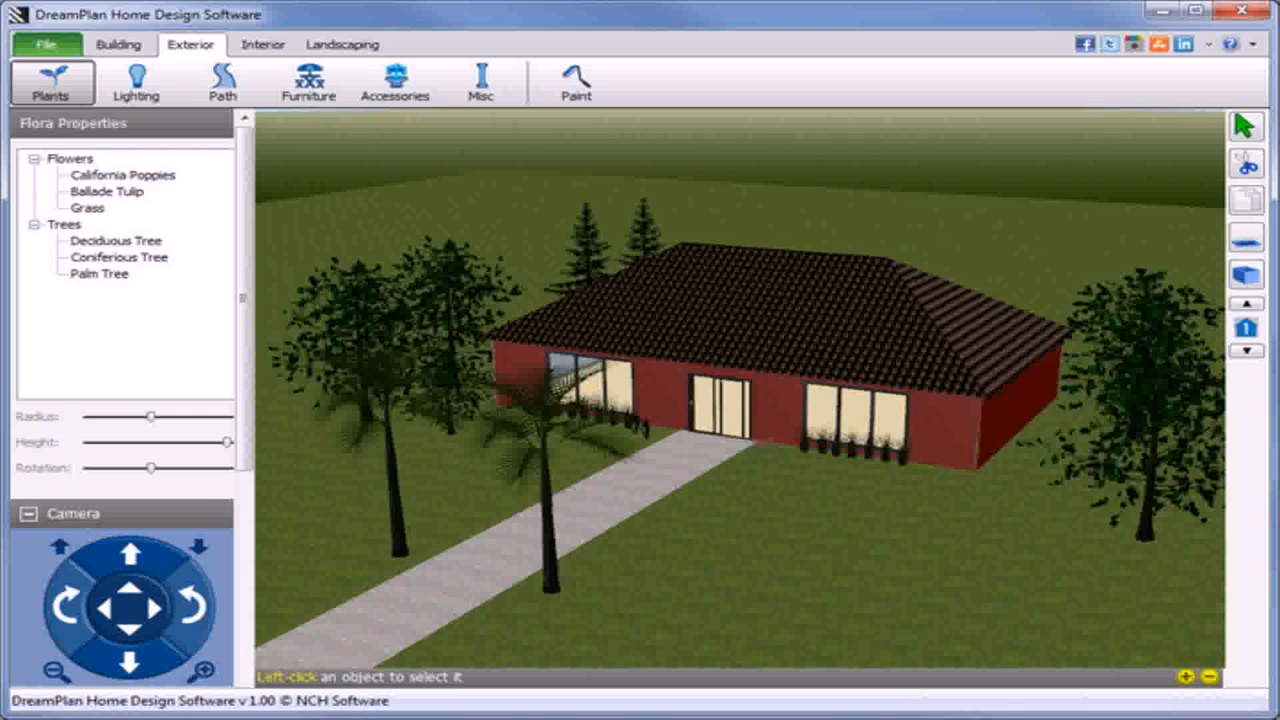 DreamPlan Home Design Software
File Building Exterior Interior Landscaping
Plants Lighting Path Furniture Accessories Misc Paint
Flora Properties
Flowers
California Poppies
Ballade Tulip
Grass
Trees
Deciduous Tree
Coniferious Tree
Palm Tree
Radius:
Height:
Rotation:
Camera
1
Left-click an object to select it
DreamPlan Home Design Software v 1.00 © NCH Software